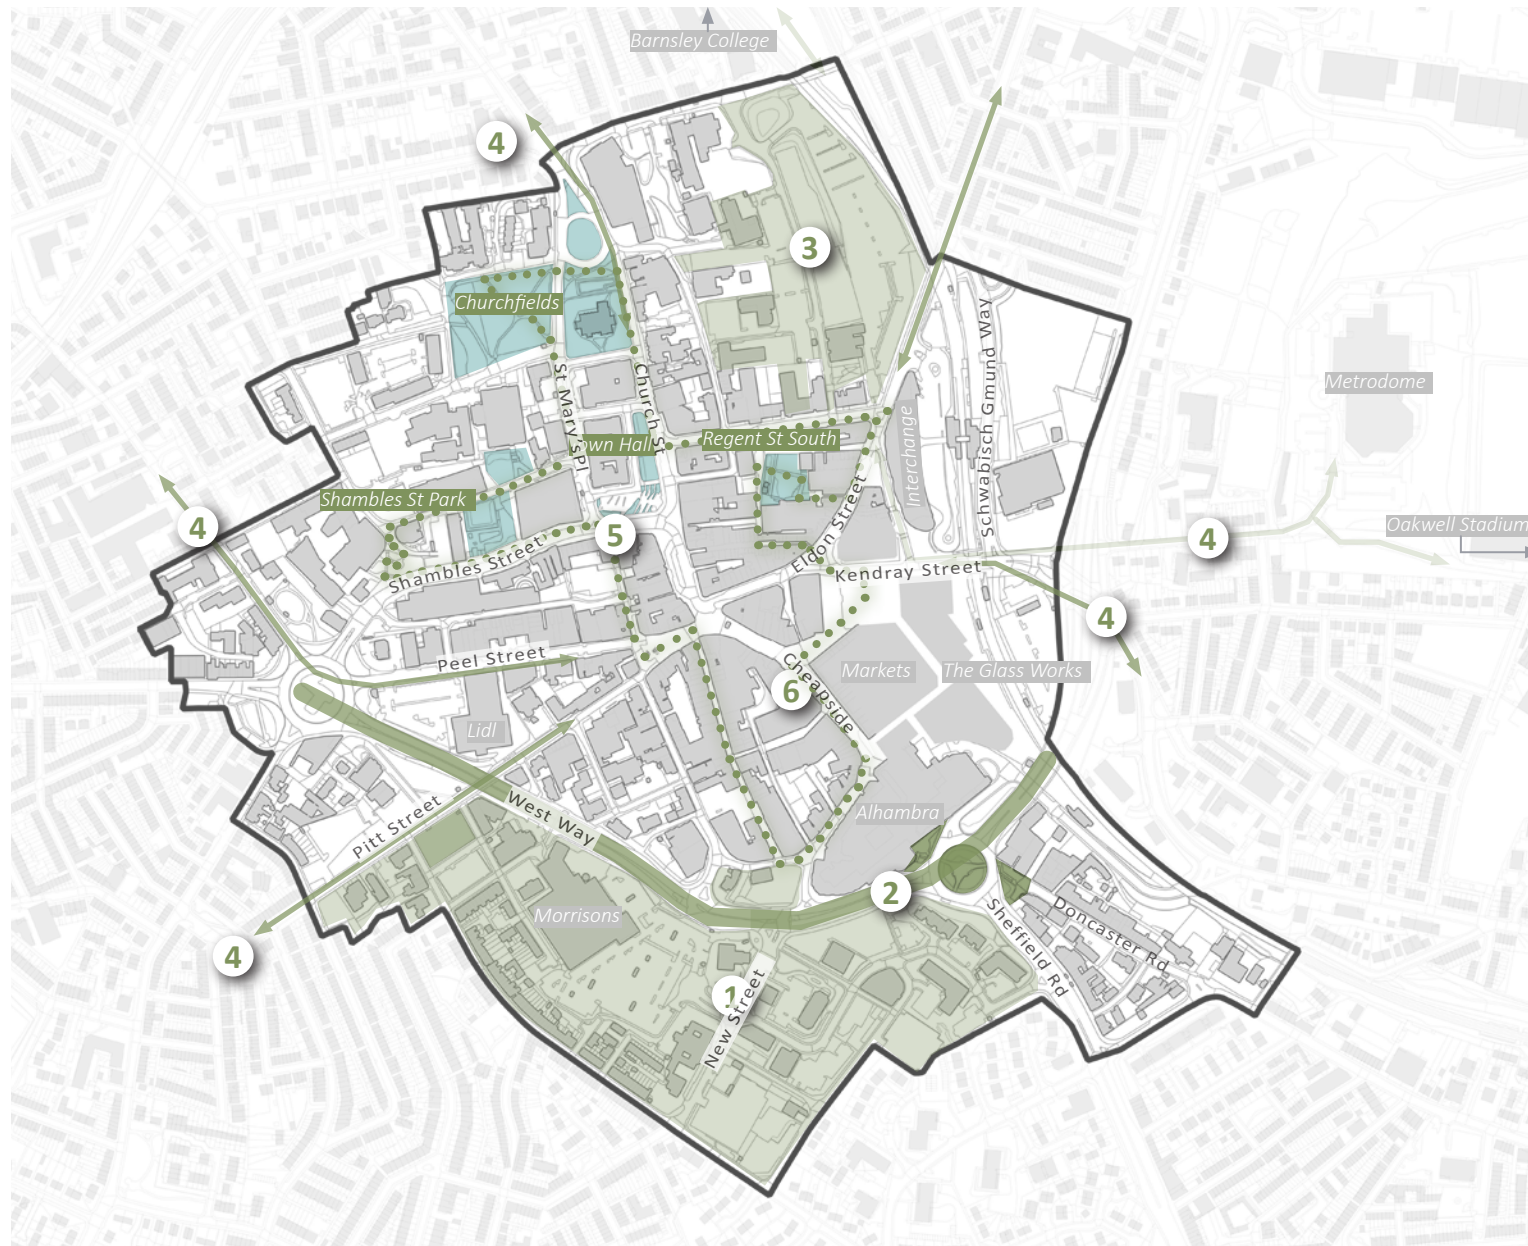 Barnsley College
4
3
Churchfields
Schwabisch Gmund Way
Metrodome
St Mary's Pl
Church St
own Hall
Regent St South
Interchange
Shambles St Park
4
5
Eldon Street
4
Oakwell Stadium
Shambles Street
Kendray Street
4
Peel Street
Cheapside
6
Markets
The Glass Works
Lidl
Pitt Street
West Way
Alhambra
2
Morrisons
4
Sheffield Rd
Doncaster Rd
1
New Street